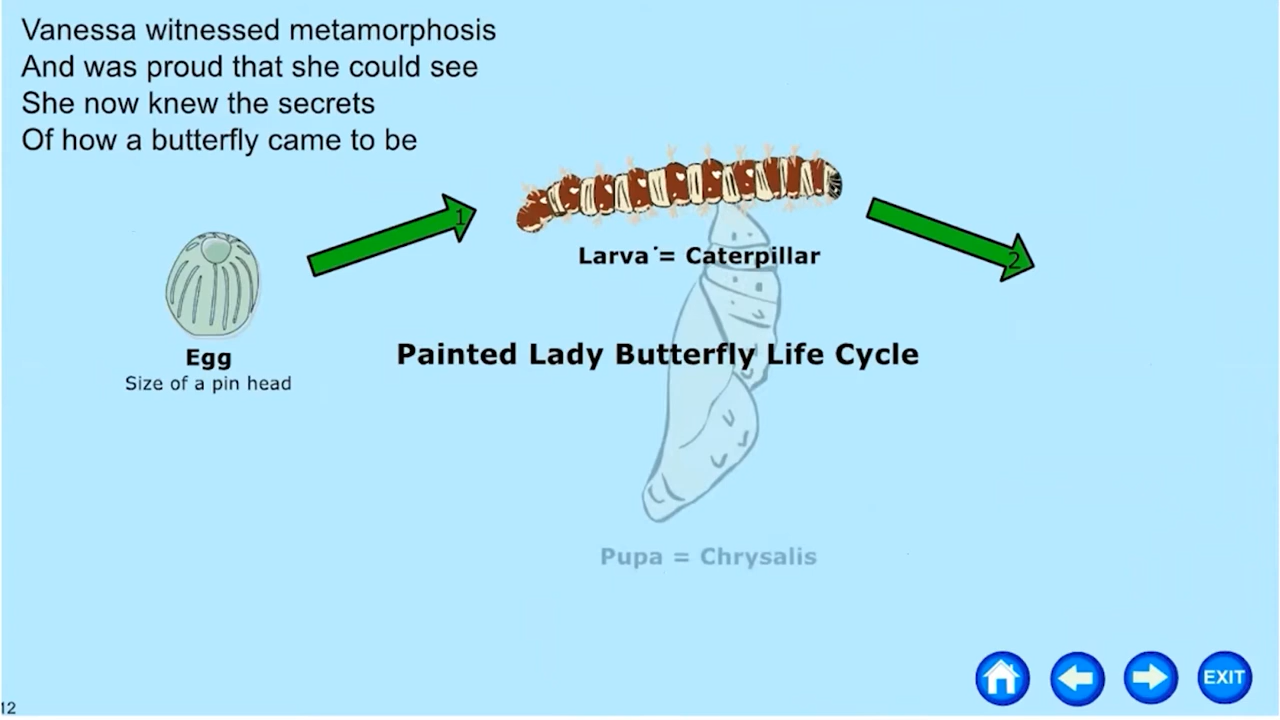 Vanessa witnessed metamorphosis
And was proud that she could see
She now knew the secrets
Of how a butterfly came to be
1
2
Larva = Caterpillar
Egg
Size of a pin head
Painted Lady Butterfly Life Cycle
Pupa = Chrysalis
EXIT
12